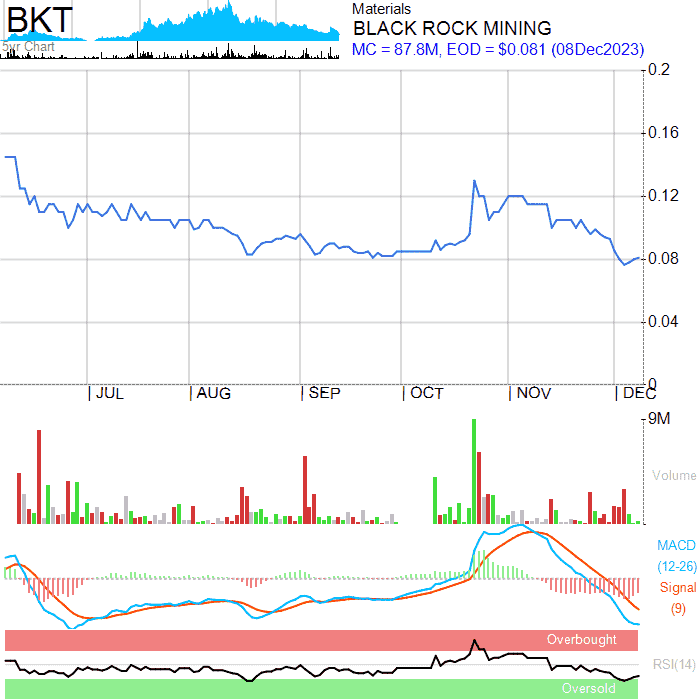 BKT
5yr Chart
Materials
BLACK ROCK MINING
MC = 87.8M, EOD = $0.081 (08Dec2023)
0.2
0.16
0.12
0.08
0.04
0
JUL AUG SEP OCT NOV DEC
9M
Volume
MACD
(12-26)
Signal
(9)
Overbought
RSI(14)
Oversold